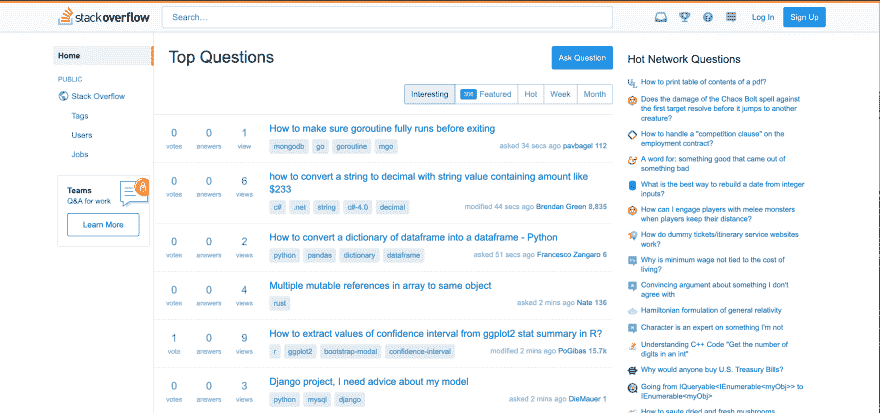 stackoverflow
Search...
Log In
Sign Up
Home
PUBLIC
Stack Overflow
Tags
Users
Jobs
Teams
Q&A for work
Learn More
Top Questions
Ask Question
Interesting
306 Featured
Hot
Week
Month
0 0 1
votes answers view
How to make sure goroutine fully runs before exiting
mongodb go goroutine mgo
asked 34 secs ago pavbagel 112
0 0 6
votes answers views
how to convert a string to decimal with string value containing amount like
$233
c# .net string c#-4.0 decimal
modified 44 secs ago Brendan Green 8,835
0 0 2
votes answers views
How to convert a dictionary of dataframe into a dataframe - Python
python pandas dictionary dataframe
asked 51 secs ago Francesco Zangaro 6
0 0 4
votes answers views
Multiple mutable references in array to same object
rust
asked 2 mins ago Nate 136
1 0 9
vote answers views
How to extract values of confidence interval from ggplot2 stat summary in R?
r ggplot2 bootstrap-modal confidence-interval
modified 2 mins ago PoGibas 15.7k
0 0 3
votes answers views
Django project, I need advice about my model
python mysql django
asked 2 mins ago DieMauer 1
Hot Network Questions
How to print table of contents of a pdf?
Does the damage of the Chaos Bolt spell against
the first target resolve before it jumps to another
creature?
How to handle a "competition clause" on the
employment contract?
A word for: something good that came out of
something bad
What is the best way to rebuild a date from integer
inputs?
How can I engage players with melee monsters
when players keep their distance?
How do dummy tickets/itinerary service websites
work?
Why is minimum wage not tied to the cost of
living?
Convincing argument about something I don't
agree with
Hamiltonian formulation of general relativity
Character is an expert on something I'm not
Understanding C++ Code "Get the number of
digits in an int"
Why would anyone buy U.S. Treasury Bills?
Going from IQueryable<IEnumerable<myObj>> to
IEnumerable<myObj>
How to saute dried and fresh mushrooms